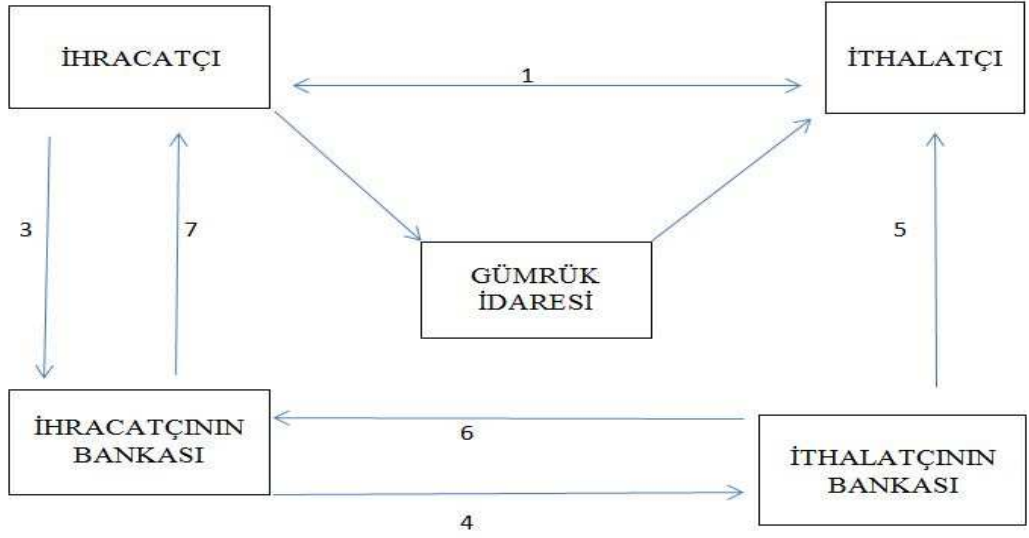 İHRACATÇI
İTHALATÇI
1
3
7
5
GÜMRÜK
İDARESİ
İHRACATÇININ
BANKASI
6
İTHALATÇININ
BANKASI
4